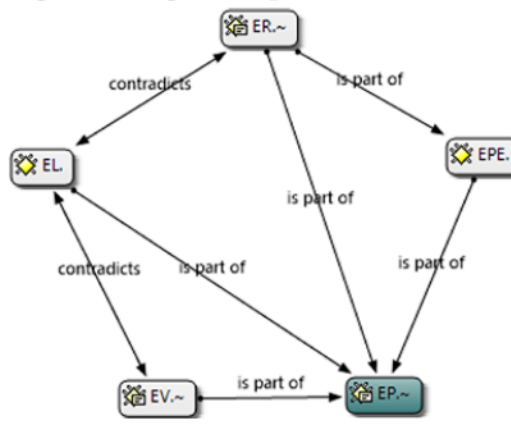 ER.~
contradicts
is part of
EL.
EPE.
is part of
contradicts
is part of
is part of
is part of
EV.~
EP.~